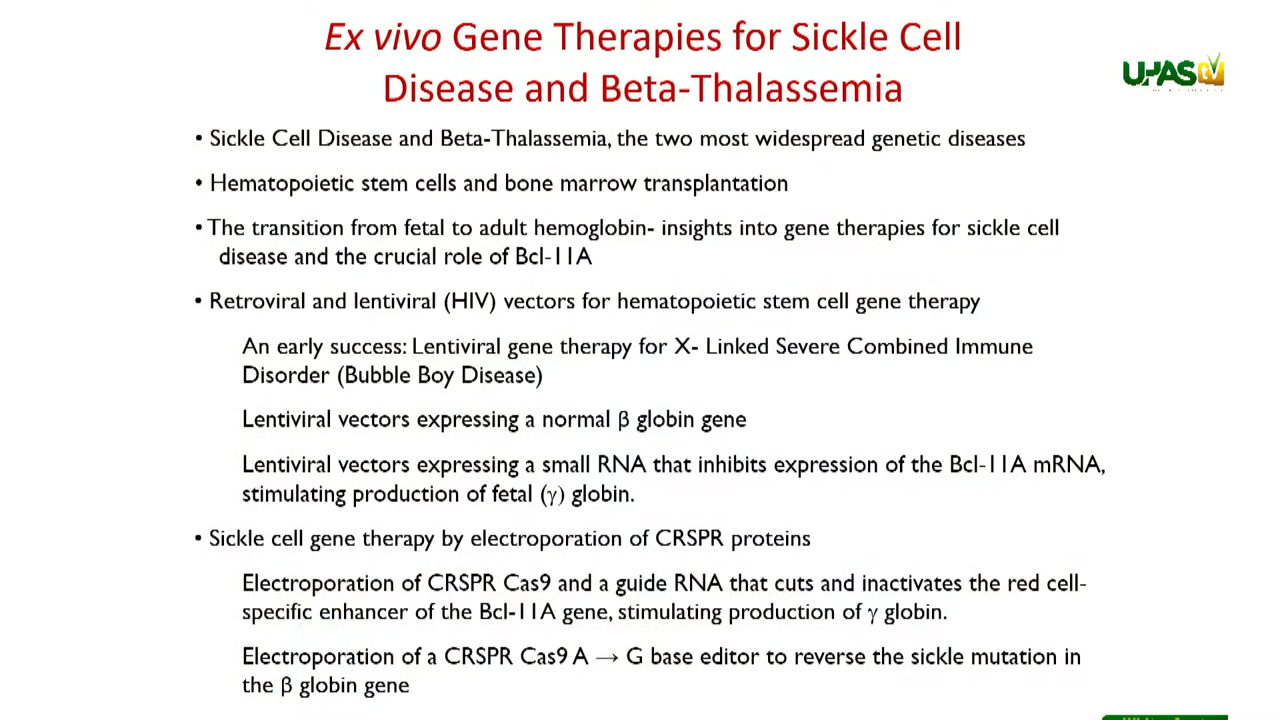 Ex vivo Gene Therapies for Sickle Cell
Disease and Beta-Thalassemia
UPAS
• Sickle Cell Disease and Beta-Thalassemia, the two most widespread genetic diseases
• Hematopoietic stem cells and bone marrow transplantation
• The transition from fetal to adult hemoglobin- insights into gene therapies for sickle cell
disease and the crucial role of Bcl-11A
• Retroviral and lentiviral (HIV) vectors for hematopoietic stem cell gene therapy
An early success: Lentiviral gene therapy for X- Linked Severe Combined Immune
Disorder (Bubble Boy Disease)
Lentiviral vectors expressing a normal β globin gene
Lentiviral vectors expressing a small RNA that inhibits expression of the Bcl-11A mRNA,
stimulating production of fetal (γ) globin.
• Sickle cell gene therapy by electroporation of CRSPR proteins
Electroporation of CRSPR Cas9 and a guide RNA that cuts and inactivates the red cell-
specific enhancer of the Bcl-11A gene, stimulating production of γ globin.
Electroporation of a CRSPR Cas9 A → G base editor to reverse the sickle mutation in
the β globin gene